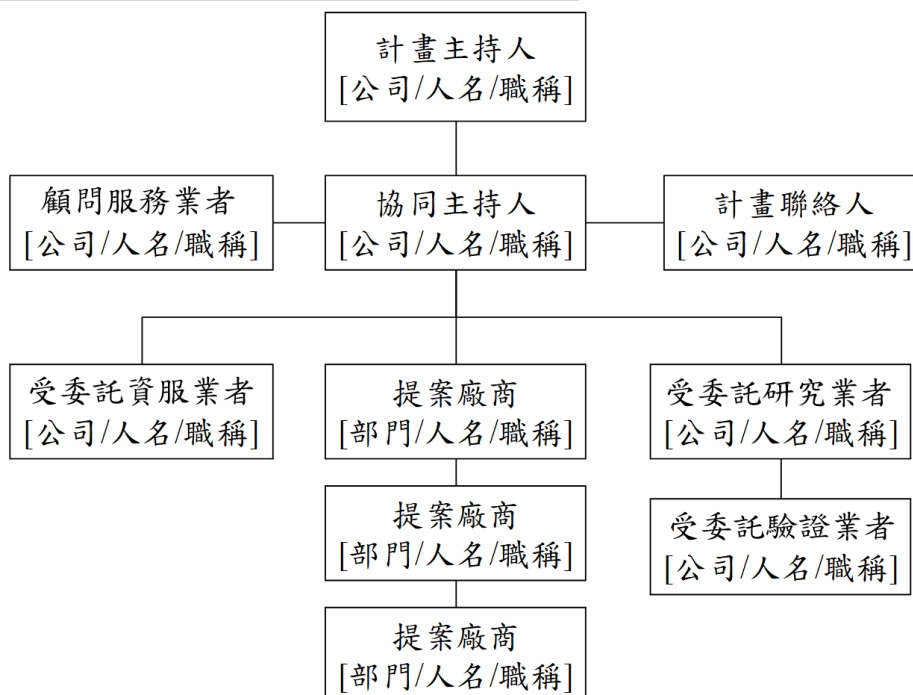 計畫主持人
[公司/人名/職稱]
顧問服務業者
[公司/人名/職稱]
協同主持人
[公司/人名/職稱]
計畫聯絡人
[公司/人名/職稱]
受委託資服業者
[公司/人名/職稱]
提案廠商
[部門/人名/職稱]
受委託研究業者
[公司/人名/職稱]
提案廠商
[部門/人名/職稱]
受委託驗證業者
[公司/人名/職稱]
提案廠商
[部門/人名/職稱]